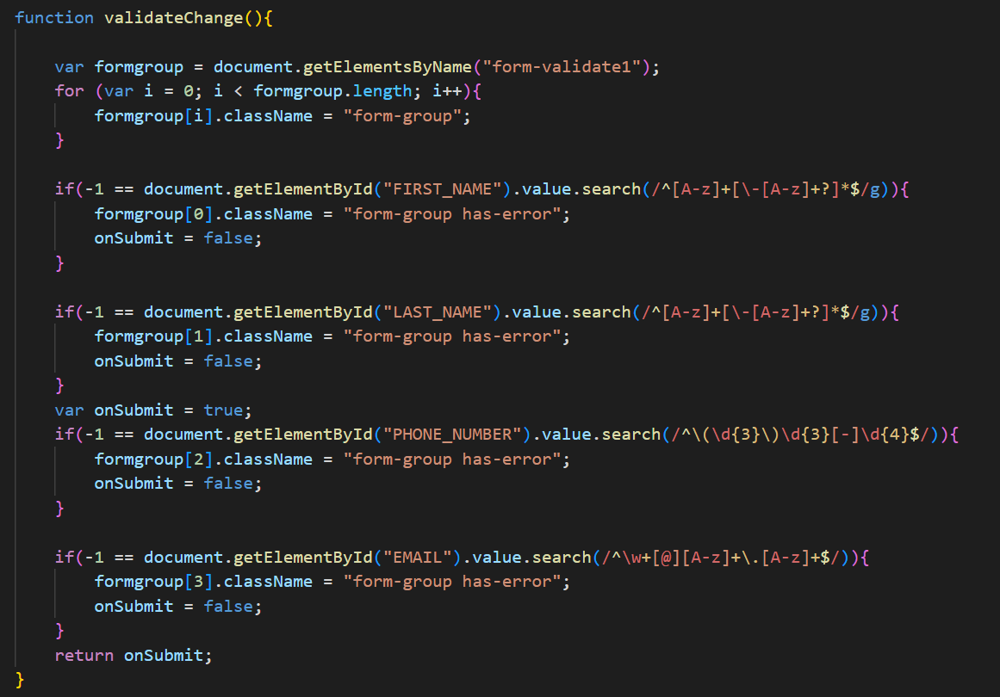 function validateChange(){
var formgroup = document.getElementsByName("form-validate1");
for (var i = 0; i < formgroup.length; i++){
formgroup[i].className = "form-group";
}
if(-1 == document.getElementById("FIRST_NAME").value.search(/^[A-z]+[\-[A-z]+?]*$/g)){
formgroup[0].className = "form-group has-error";
onSubmit = false;
}
if(-1 == document.getElementById("LAST_NAME").value.search(/^[A-z]+[\-[A-z]+?]*$/g)){
formgroup[1].className = "form-group has-error";
onSubmit = false;
}
var onSubmit = true;
if(-1 == document.getElementById("PHONE_NUMBER").value.search(/^\(\d{3}\)\d{3}[-]\d{4}$/)){
formgroup[2].className = "form-group has-error";
onSubmit = false;
}
if(-1 == document.getElementById("EMAIL").value.search(/^\w+[@][A-z]+\.[A-z]+$/)){
formgroup[3].className = "form-group has-error";
onSubmit = false;
}
return onSubmit;
}